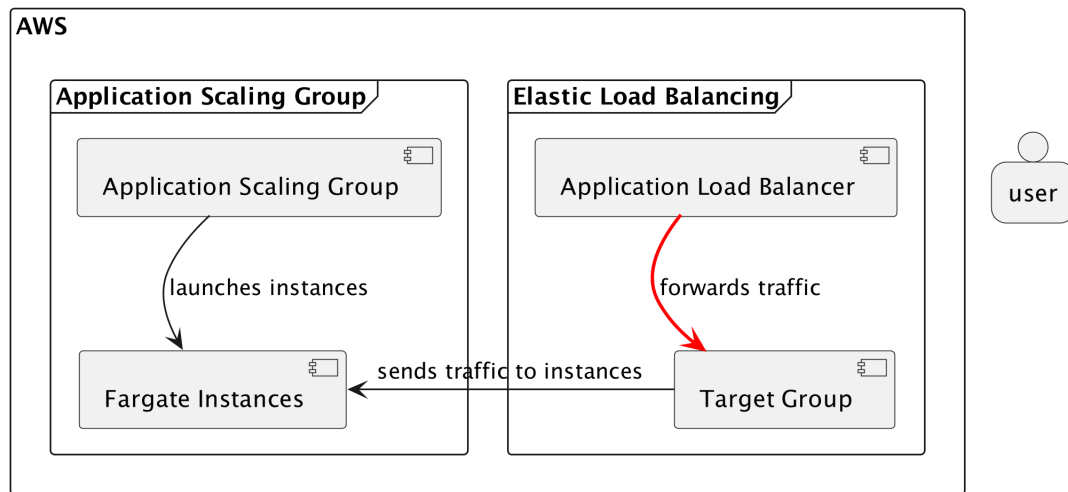 AWS
Application Scaling Group
Elastic Load Balancing
Application Scaling Group
Application Load Balancer
user
launches instances
forwards traffic
sends traffic to instances
Fargate Instances
Target Group